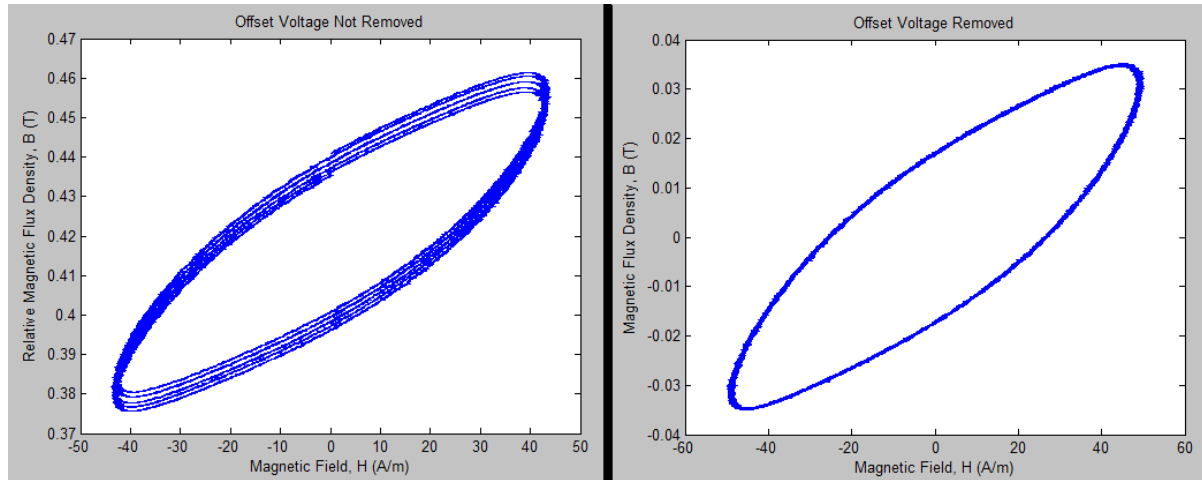 Offset Voltage Not Removed
0.47
0.46
0.45
0.44
0.43
0.42
0.41
0.4
0.39
0.38
0.37
Relative Magnetic Flux Density, B (T)
-50 -40 -30 -20 -10 0 10 20 30 40 50
Magnetic Field, H (A/m)
Offset Voltage Removed
0.04
0.03
0.02
0.01
0
-0.01
-0.02
-0.03
-0.04
Magnetic Flux Density, B (T)
-60 -40 -20 0 20 40 60
Magnetic Field, H (A/m)